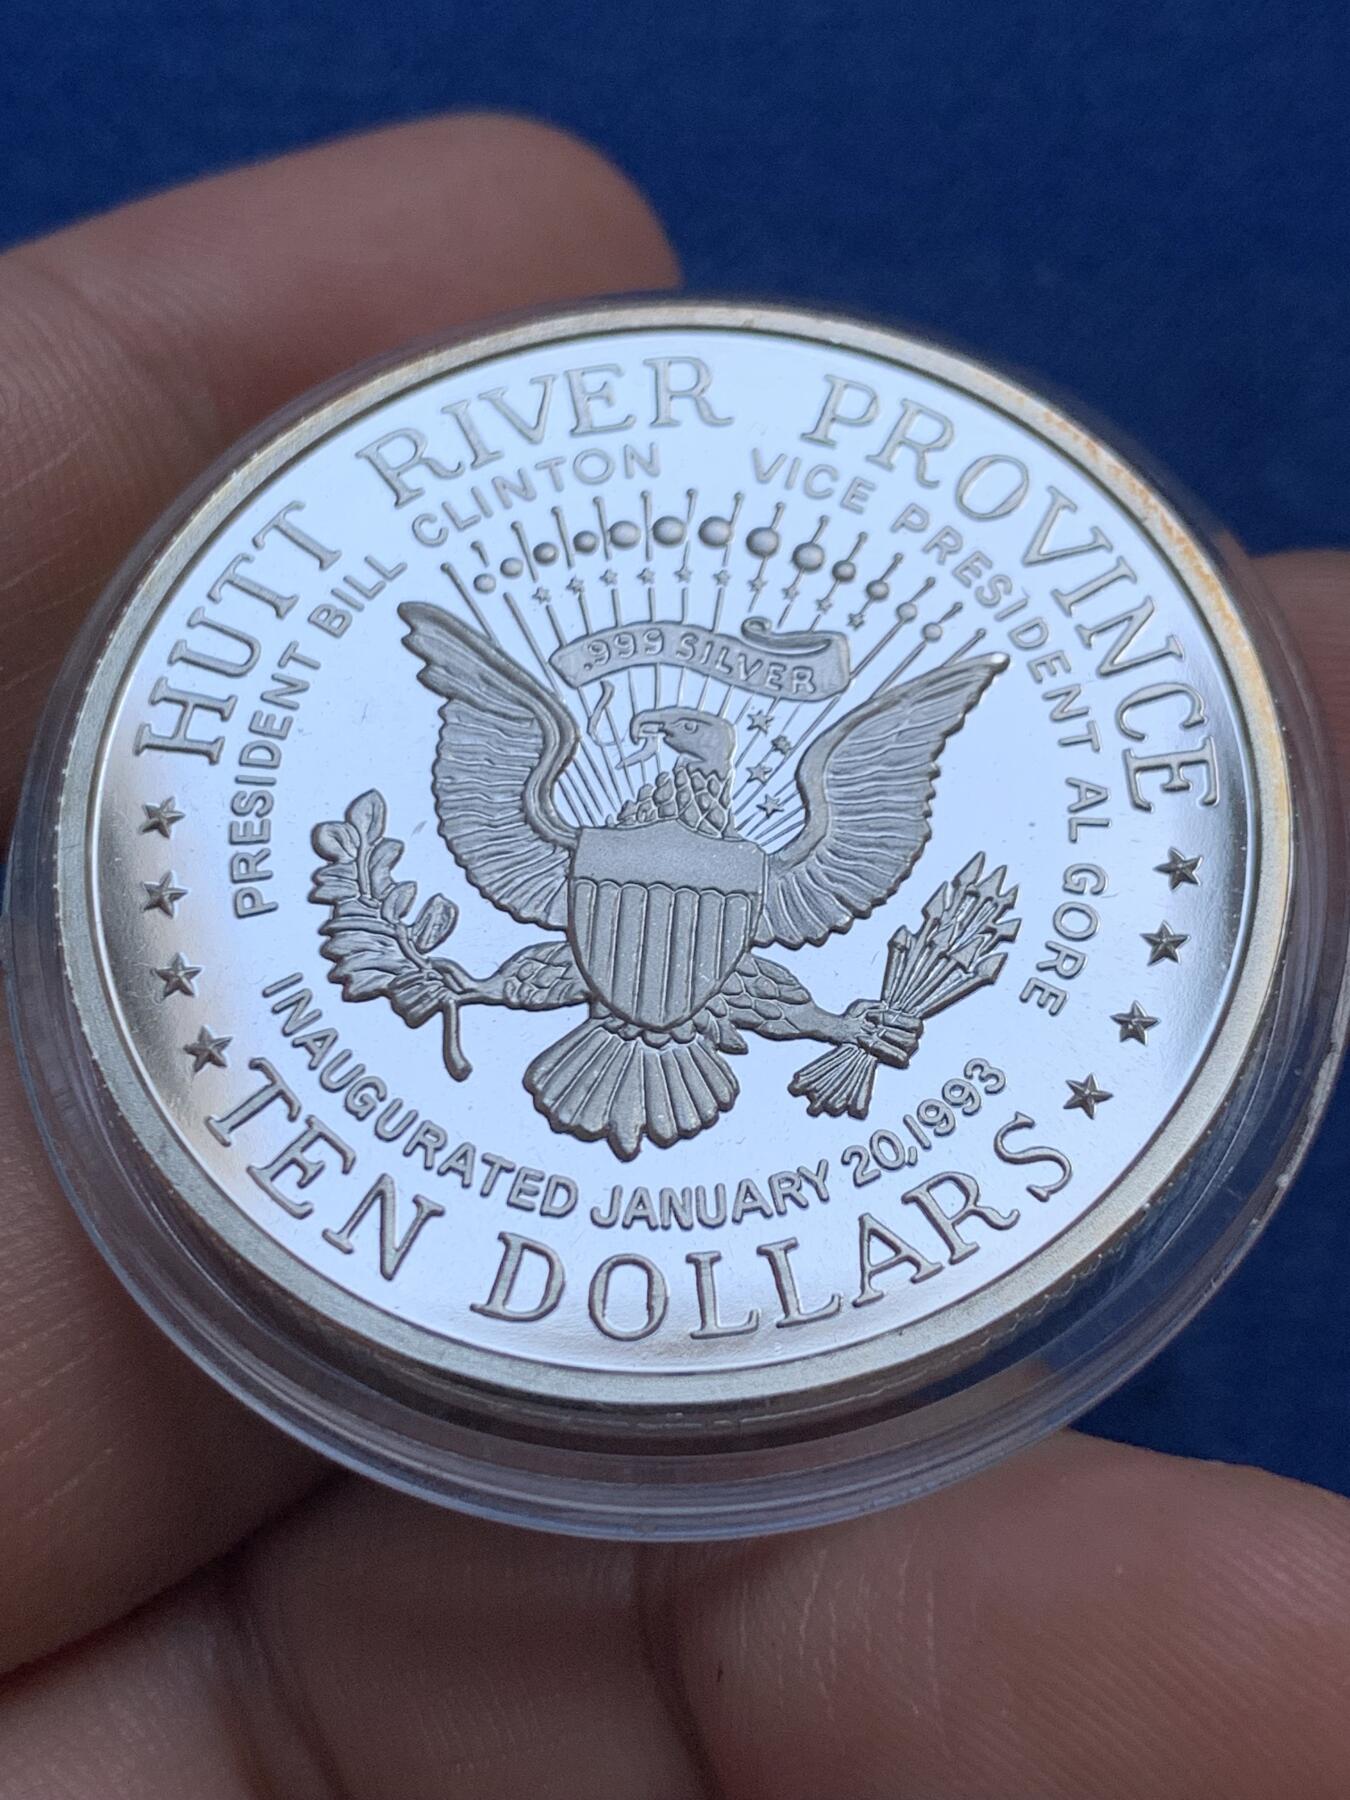 HUTT RIVER PROVINCE
PRESIDENT BILL CLINTON VICE PRESIDENT AL GORE
.999 SILVER
INAUGURATED JANUARY 20,1993
TEN DOLLARS